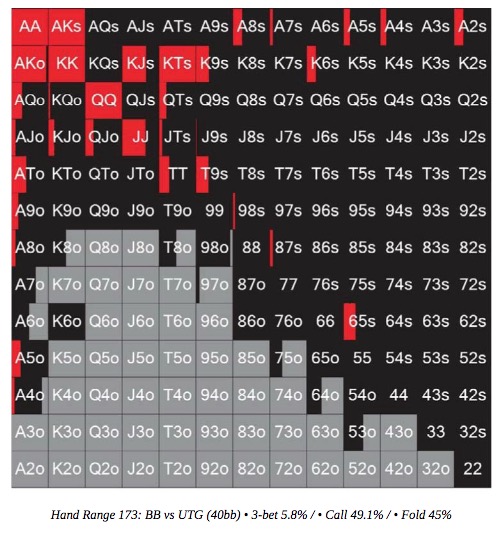 AA AKs AQs AJs ATs A9s A8s A7s A6s A5s A4s A3s A2s
AKo KK KQs KJs KTs K9s K8s K7s K6s K5s K4s K3s K2s
AQo KQo QQ QJs QTs Q9s Q8s Q7s Q6s Q5s Q4s Q3s Q2s
AJo KJo QJo JJ JTs J9s J8s J7s J6s J5s J4s J3s J2s
ATo KTo QTo JTo TT T9s T8s T7s T6s T5s T4s T3s T2s
A9o K9o Q9o J9o T9o 99 98s 97s 96s 95s 94s 93s 92s
A8o K8o Q8o J8o T8o 98o 88 87s 86s 85s 84s 83s 82s
A7o K7o Q7o J7o T7o 97o 87o 77 76s 75s 74s 73s 72s
A6o K6o Q6o J6o T6o 96o 86o 76o 66 65s 64s 63s 62s
A5o K5o Q5o J5o T5o 95o 85o 75o 65o 55 54s 53s 52s
A4o K4o Q4o J4o T4o 94o 84o 74o 64o 54o 44 43s 42s
A3o K3o Q3o J3o T3o 93o 83o 73o 63o 53o 43o 33 32s
A2o K2o Q2o J2o T2o 92o 82o 72o 62o 52o 42o 32o 22
Hand Range 173: BB vs UTG (40bb) • 3-bet 5.8% / • Call 49.1% / • Fold 45%